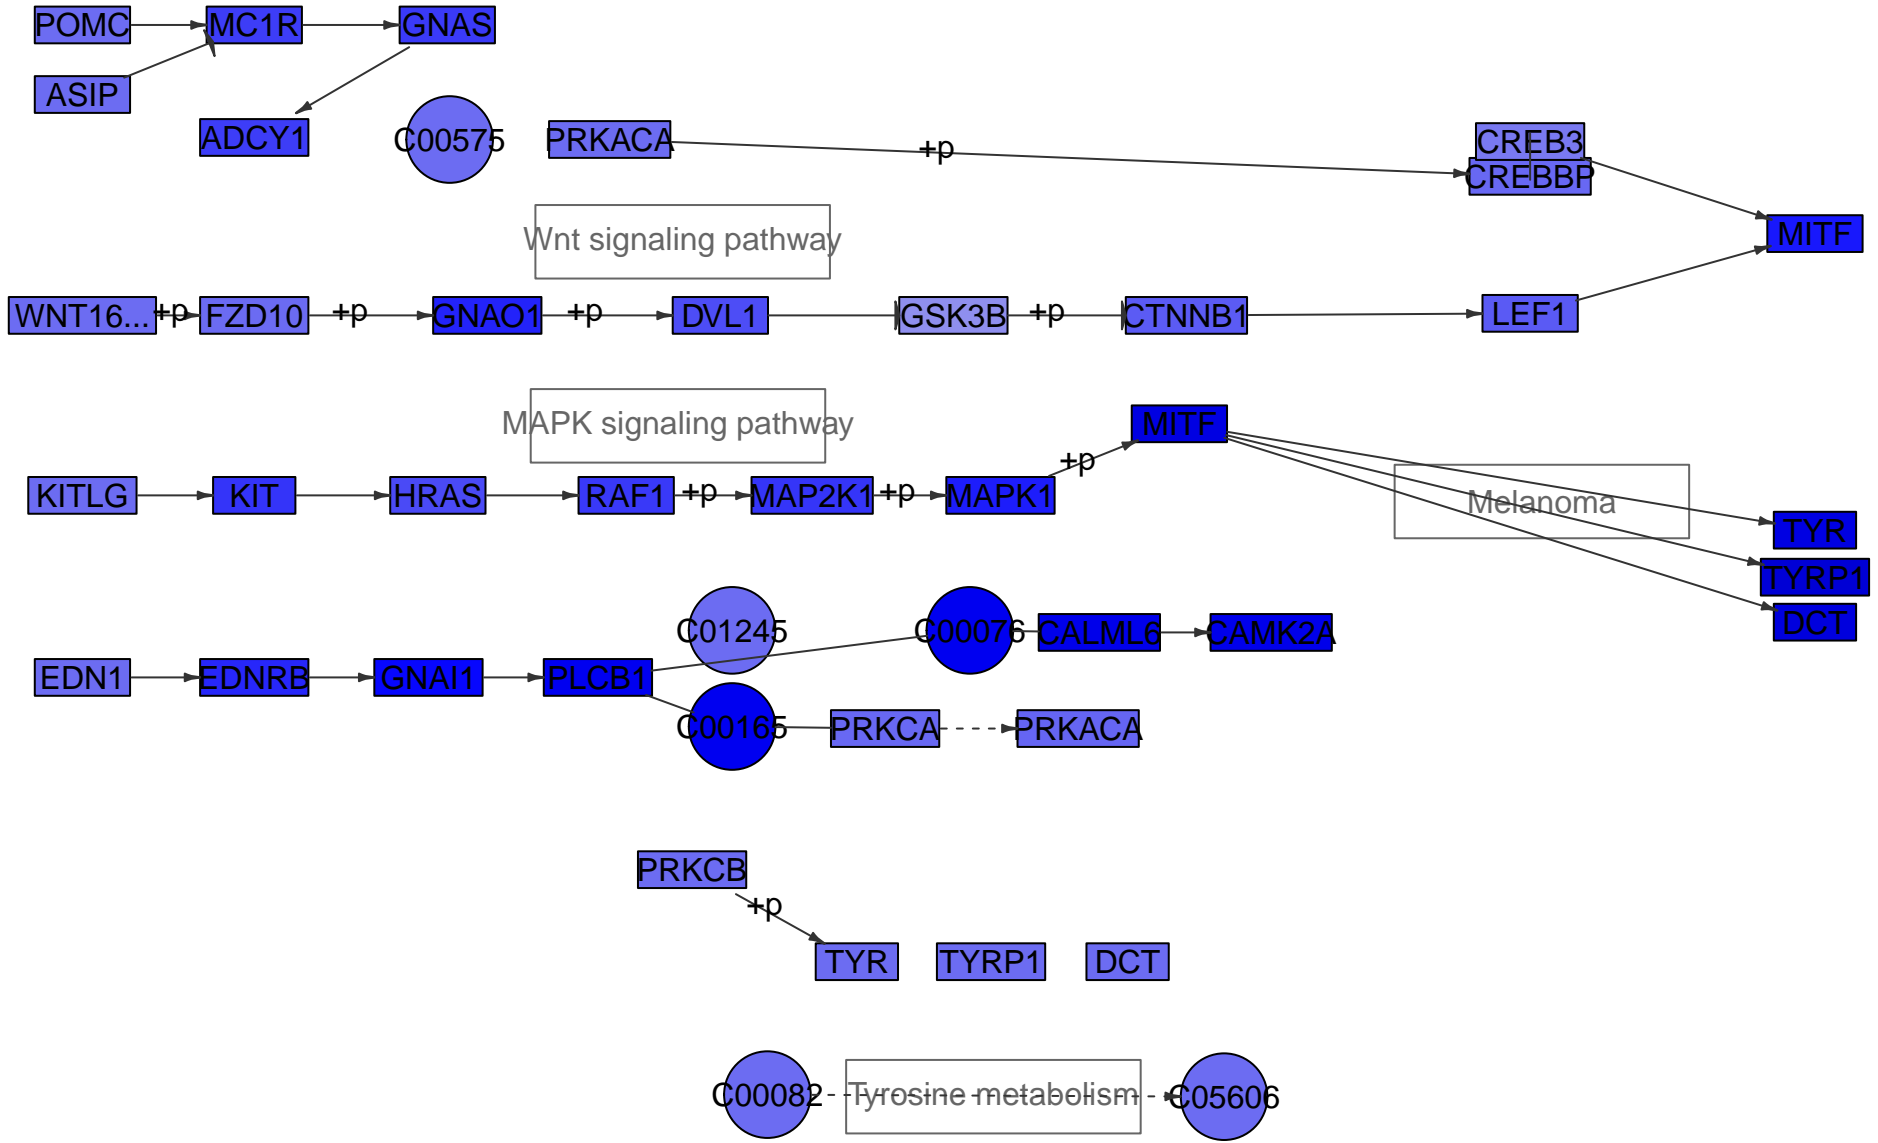 POMC
MC1R
GNAS
ASIP
ADCY1
C00575
PRKACA
+p
CREB3
CREBBP
MITF
Wnt signaling pathway
WNT16...
+p
FZD10
+p
GNAO1
+p
DVL1
GSK3B
+p
CTNNB1
LEF1
MAPK signaling pathway
MITF
+p
KITLG
KIT
HRAS
RAF1
+p
MAP2K1
+p
MAPK1
Melanoma
TYR
TYRP1
DCT
C01245
C00076
CALML6
CAMK2A
EDN1
EDNRB
GNAI1
PLCB1
C00165
PRKCA
PRKACA
PRKCB
+p
TYR
TYRP1
DCT
C00082
Tyrosine metabolism
C05606